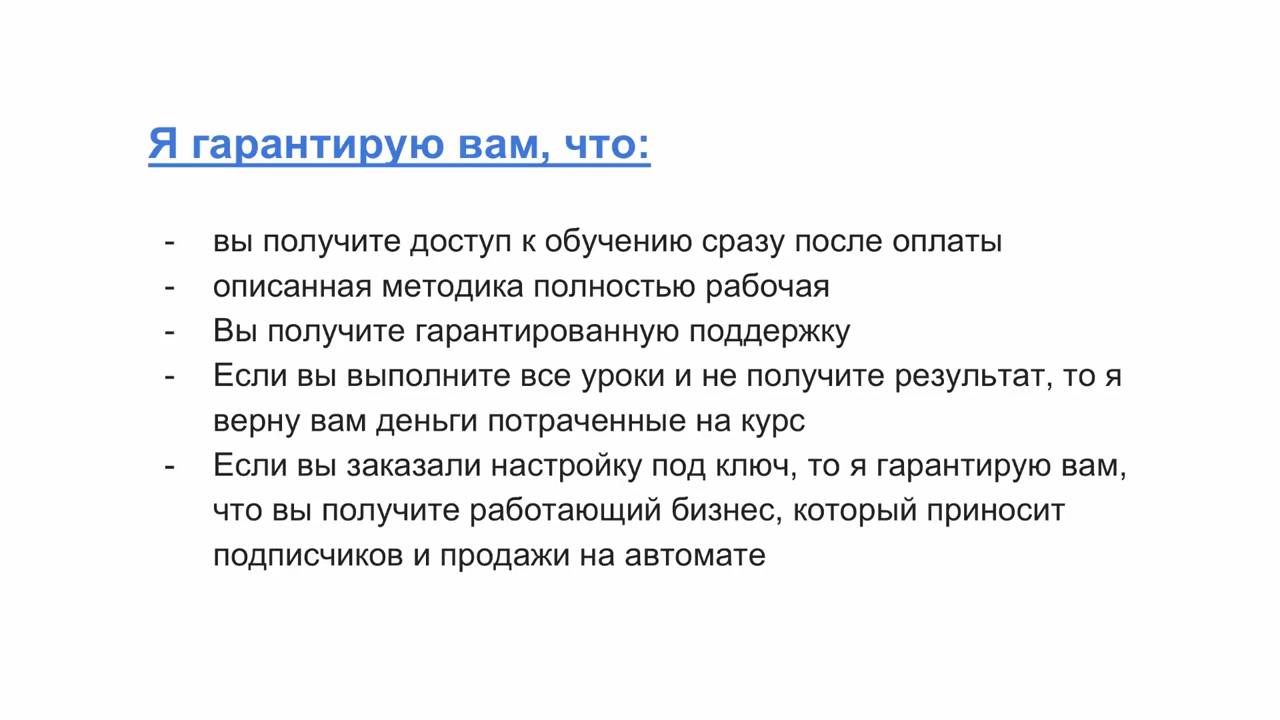 Я гарантирую вам, что:
- вы получите доступ к обучению сразу после оплаты
- описанная методика полностью рабочая
- Вы получите гарантированную поддержку
- Если вы выполните все уроки и не получите результат, то я
верну вам деньги потраченные на курс
- Если вы заказали настройку под ключ, то я гарантирую вам,
что вы получите работающий бизнес, который приносит
подписчиков и продажи на автомате